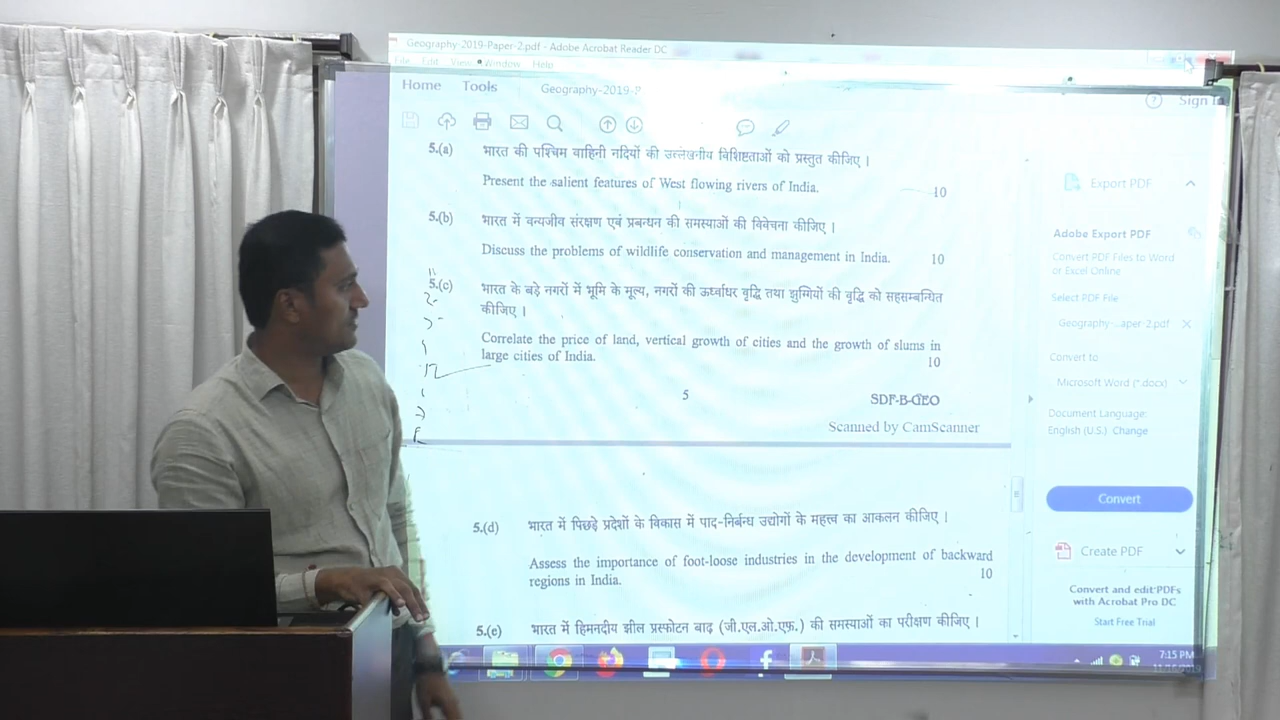 Geography-2019-Paper-2.pdf - Adobe Acrobat Reader DC
File Edit View Window Help
Home Tools Geography-2019-P
Sign In
5.(a) भारत की पश्चिम वाहिनी नदियों की उल्लेखनीय विशिष्टताओं को प्रस्तुत कीजिए ।
Present the salient features of West flowing rivers of India. 10
5.(b) भारत में वन्यजीव संरक्षण एवं प्रबन्धन की समस्याओं की विवेचना कीजिए ।
Discuss the problems of wildlife conservation and management in India. 10
5.(c) भारत के बड़े नगरों में भूमि के मूल्य, नगरों की ऊर्ध्वाधर वृद्धि तथा झुग्गियों की वृद्धि को सहसम्बन्धित
कीजिए ।
Correlate the price of land, vertical growth of cities and the growth of slums in
large cities of India. 10
5 SDF-B-GEO
Scanned by CamScanner
5.(d) भारत में पिछड़े प्रदेशों के विकास में पाद-निर्बन्ध उद्योगों के महत्त्व का आकलन कीजिए ।
Assess the importance of foot-loose industries in the development of backward
regions in India. 10
5.(e) भारत में हिमनदीय झील प्रस्फोटन बाढ़ (जी.एल.ओ.एफ.) की समस्याओं का परीक्षण कीजिए ।
Export PDF
Adobe Export PDF
Convert PDF Files to Word
or Excel Online
Select PDF File
Geography-...aper-2.pdf
Convert to
Microsoft Word (*.docx)
Document Language:
English (U.S.) Change
Convert
Create PDF
Convert and edit PDFs
with Acrobat Pro DC
Start Free Trial
7:15 PM